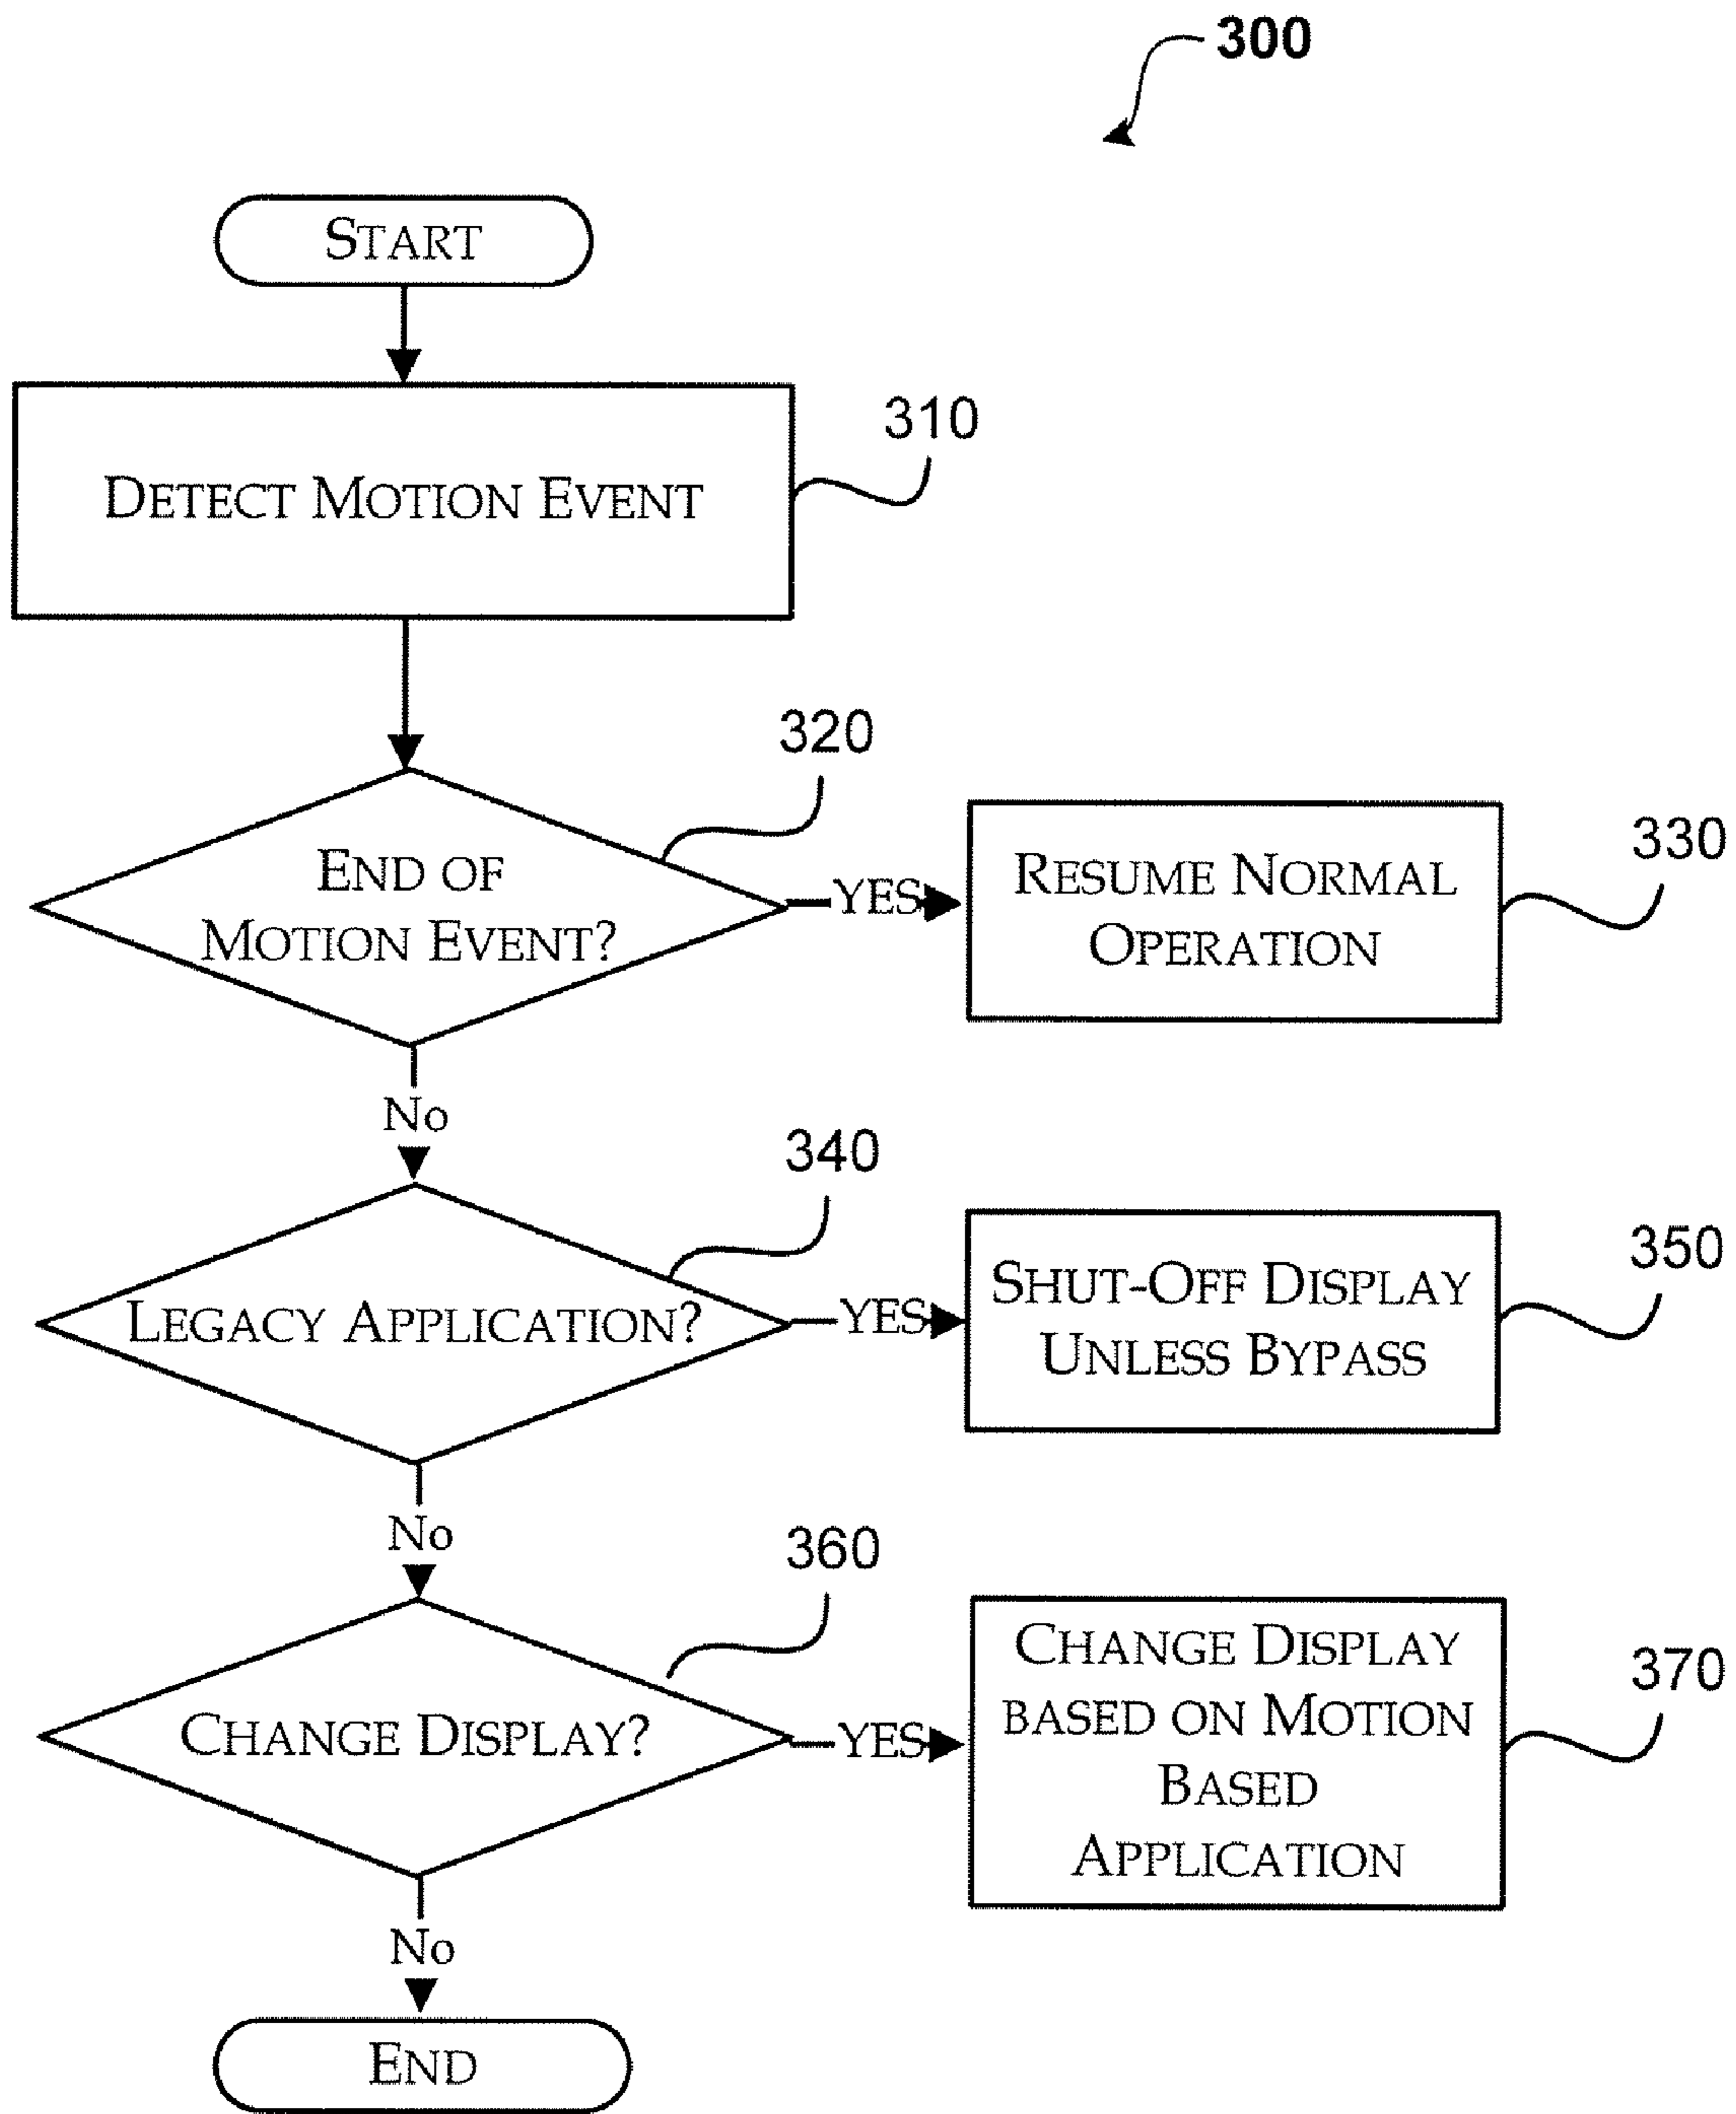 300
START
310
DETECT MOTION EVENT
320
END OF
MOTION EVENT?
YES
330
RESUME NORMAL
OPERATION
No
340
LEGACY APPLICATION?
YES
350
SHUT-OFF DISPLAY
UNLESS BYPASS
No
360
CHANGE DISPLAY?
YES
370
CHANGE DISPLAY
BASED ON MOTION
BASED
APPLICATION
No
END